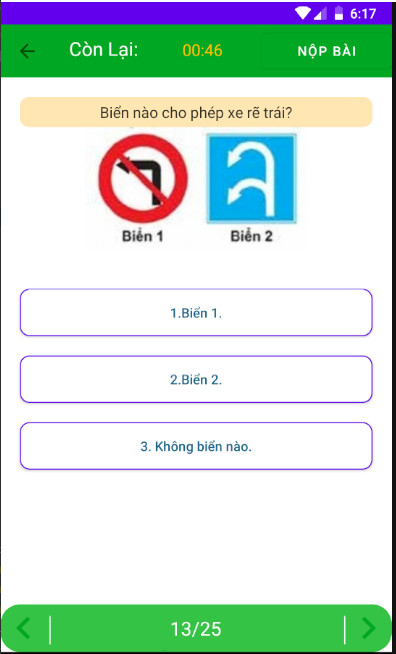 6:17
Còn Lại: 00:46 NỘP BÀI
Biển nào cho phép xe rẽ trái?
Biển 1 Biển 2
1.Biển 1.
2.Biển 2.
3. Không biển nào.
13/25